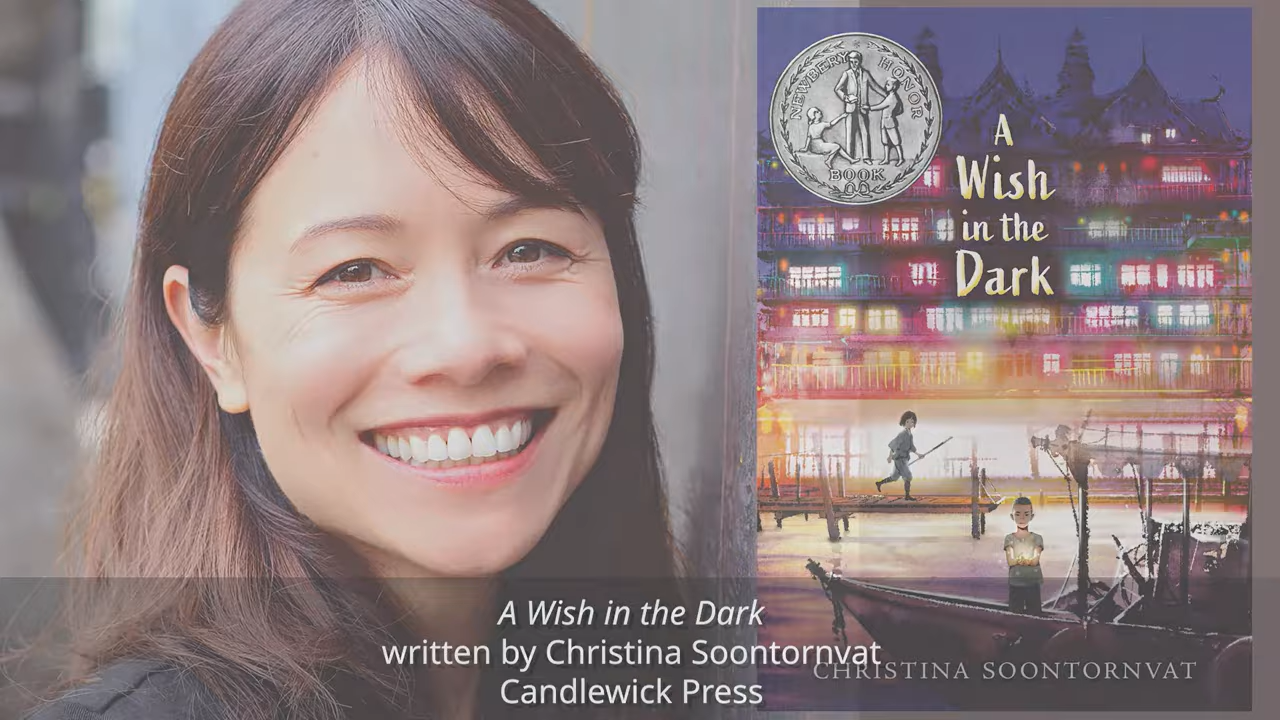 NEWBERY HONOR
BOOK
A
Wish
in the
Dark
A Wish in the Dark
written by Christina Soontornvat
Candlewick Press
CHRISTINA SOONTORNVAT